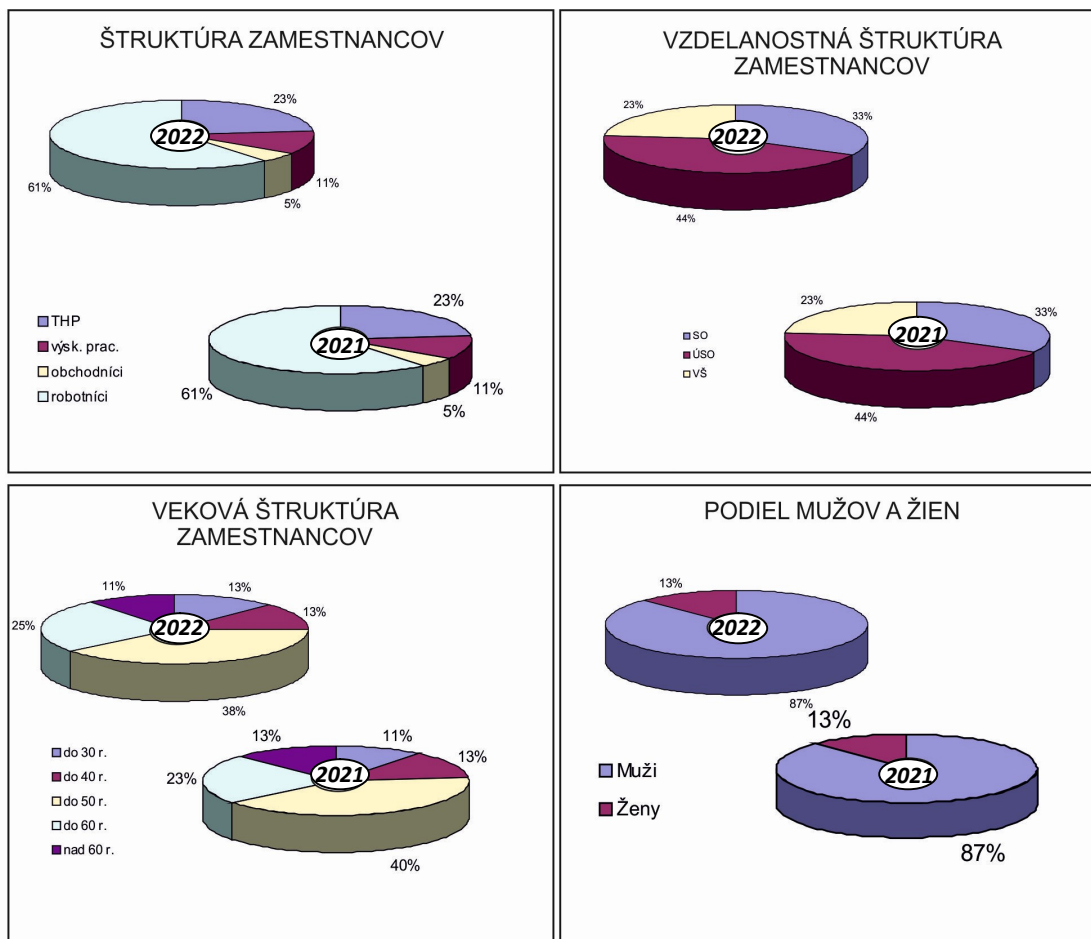 ŠTRUKTÚRA ZAMESTNANCOV
23%
2022
61%
11%
5%
23%
THP
výsk. prac.
obchodníci
robotníci
2021
61%
11%
5%
VZDELANOSTNÁ ŠTRUKTÚRA
ZAMESTNANCOV
23%
33%
2022
44%
23%
33%
SO
ÚSO
VŠ
2021
44%
VEKOVÁ ŠTRUKTÚRA
ZAMESTNANCOV
11%
13%
13%
25%
2022
38%
13%
11%
13%
do 30 r.
do 40 r.
do 50 r.
do 60 r.
nad 60 r.
23%
2021
40%
PODIEL MUŽOV A ŽIEN
13%
2022
87%
13%
Muži
Ženy
2021
87%